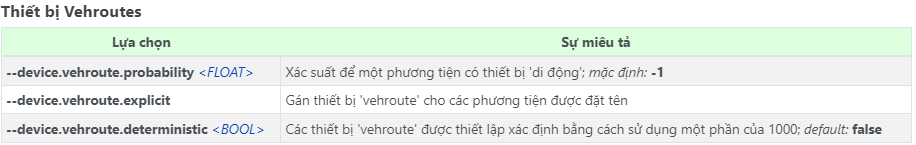 Thiết bị Vehroutes
Lựa chọn Sự miêu tả
--device.vehroute.probability <FLOAT> Xác suất để một phương tiện có thiết bị 'di động'; mặc định: -1
--device.vehroute.explicit Gán thiết bị 'vehroute' cho các phương tiện được đặt tên
--device.vehroute.deterministic <BOOL> Các thiết bị 'vehroute' được thiết lập xác định bằng cách sử dụng một phần của 1000; default: false